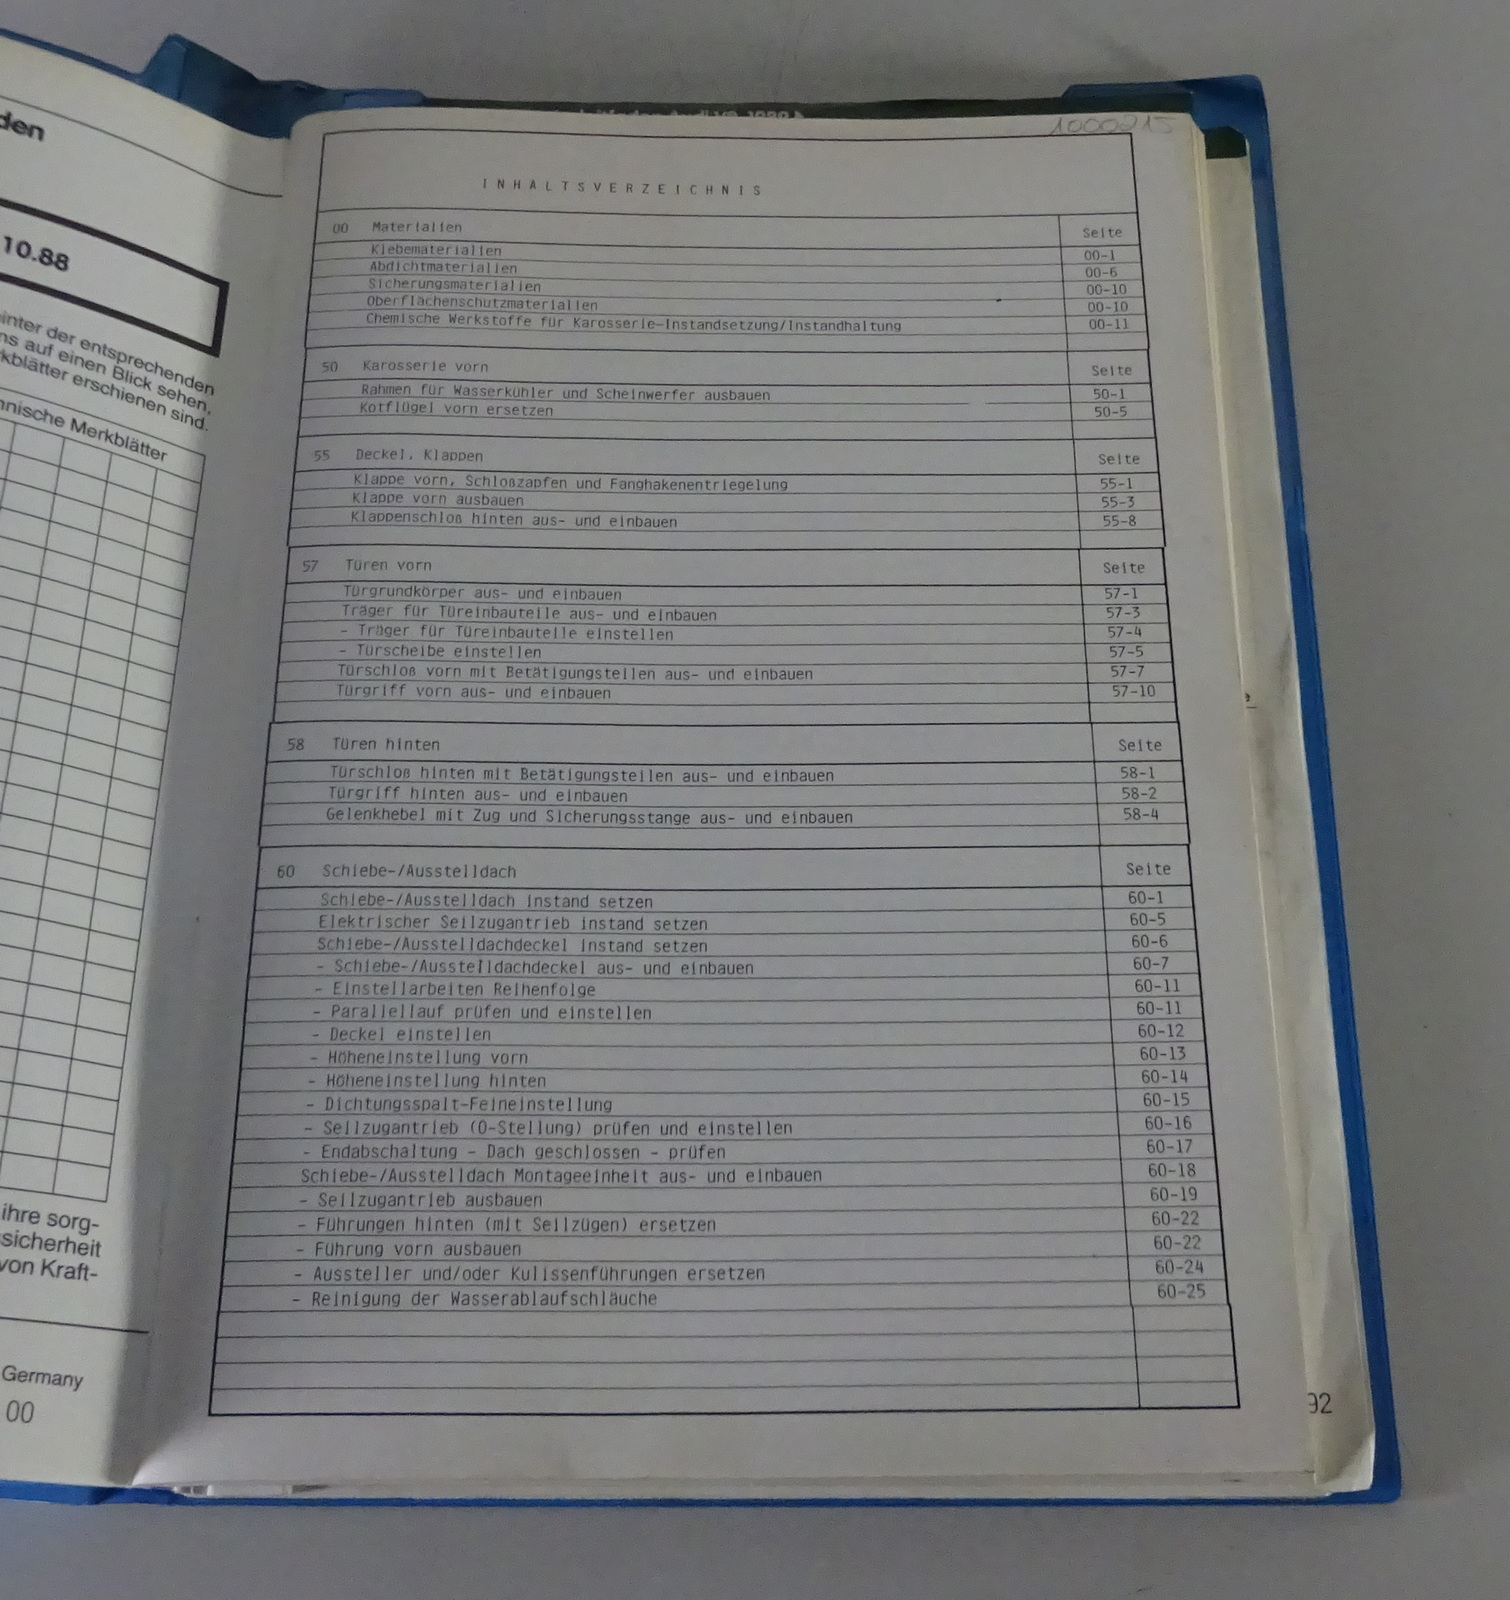 den
10.88
inter der entsprechenden
ns auf einen Blick sehen,
kblätter erschienen sind.
nnische Merkblätter
ihre sorg-
sicherheit
von Kraft-
Germany
00
Audi V8 1988
1000215
INHALTSVERZEICHNIS
00 Materialien Seite
Klebematerialien 00-1
Abdichtmaterialien 00-6
Sicherungsmaterialien 00-10
Oberflächenschutzmaterialien 00-10
Chemische Werkstoffe für Karosserie-Instandsetzung/Instandhaltung 00-11
50 Karosserie vorn Seite
Rahmen für Wasserkühler und Scheinwerfer ausbauen 50-1
Kotflügel vorn ersetzen 50-5
55 Deckel, Klappen Seite
Klappe vorn, Schloßzapfen und Fanghakenentriegelung 55-1
Klappe vorn ausbauen 55-3
Klappenschloß hinten aus- und einbauen 55-8
57 Türen vorn Seite
Türgrundkörper aus- und einbauen 57-1
Träger für Türeinbauteile aus- und einbauen 57-3
- Träger für Türeinbauteile einstellen 57-4
- Türscheibe einstellen 57-5
Türschloß vorn mit Betätigungsteilen aus- und einbauen 57-7
Türgriff vorn aus- und einbauen 57-10
58 Türen hinten Seite
Türschloß hinten mit Betätigungsteilen aus- und einbauen 58-1
Türgriff hinten aus- und einbauen 58-2
Gelenkhebel mit Zug und Sicherungsstange aus- und einbauen 58-4
60 Schiebe-/Ausstelldach Seite
Schiebe-/Ausstelldach instand setzen 60-1
Elektrischer Seilzugantrieb instand setzen 60-5
Schiebe-/Ausstelldachdeckel instand setzen 60-6
- Schiebe-/Ausstelldachdeckel aus- und einbauen 60-7
- Einstellarbeiten Reihenfolge 60-11
- Parallellauf prüfen und einstellen 60-11
- Deckel einstellen 60-12
- Höheneinstellung vorn 60-13
- Höheneinstellung hinten 60-14
- Dichtungsspalt-Feineinstellung 60-15
- Seilzugantrieb (0-Stellung) prüfen und einstellen 60-16
- Endabschaltung - Dach geschlossen - prüfen 60-17
Schiebe-/Ausstelldach Montageeinheit aus- und einbauen 60-18
- Seilzugantrieb ausbauen 60-19
- Führungen hinten (mit Seilzügen) ersetzen 60-22
- Führung vorn ausbauen 60-22
- Aussteller und/oder Kulissenführungen ersetzen 60-24
- Reinigung der Wasserablaufschläuche 60-25
92